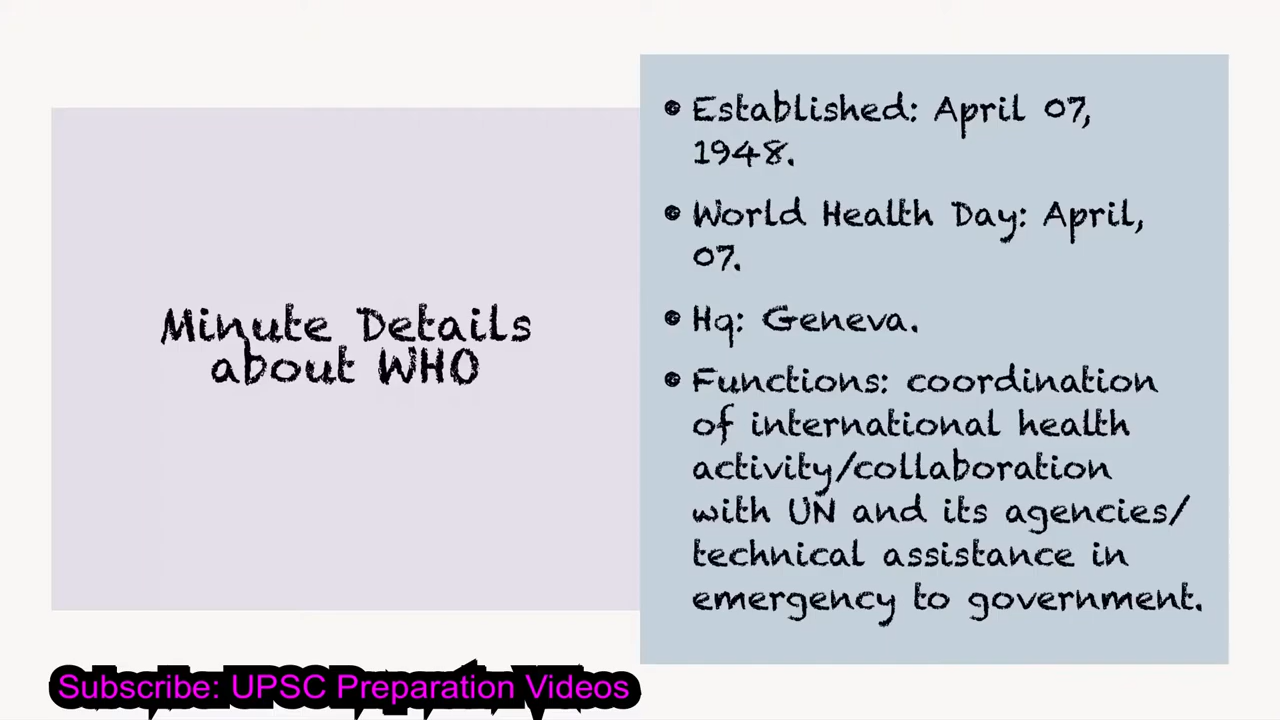 Minute Details
about WHO
• Established: April 07,
1948.
• World Health Day: April,
07.
• Hq: Geneva.
• Functions: coordination
of international health
activity/collaboration
with UN and its agencies/
technical assistance in
emergency to government.
Subscribe: UPSC Preparation Videos